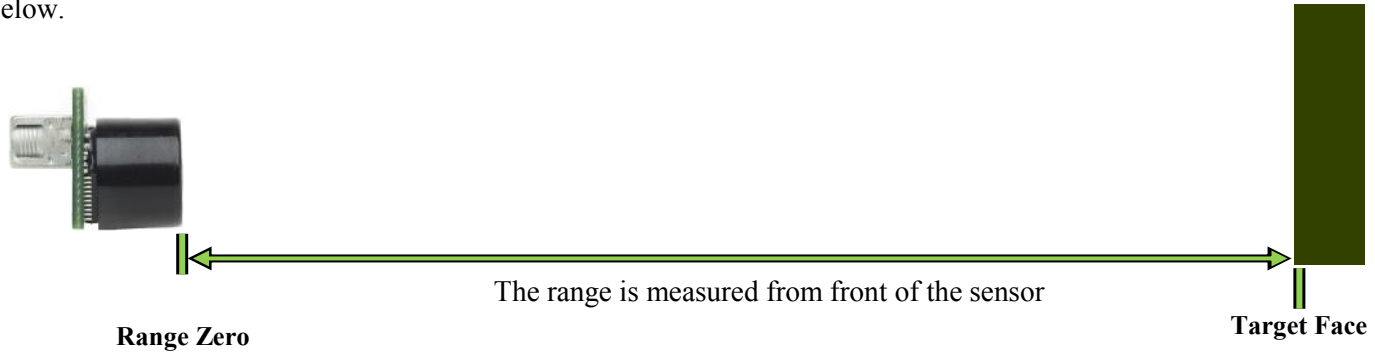 elow.
The range is measured from front of the sensor
Target Face
Range Zero